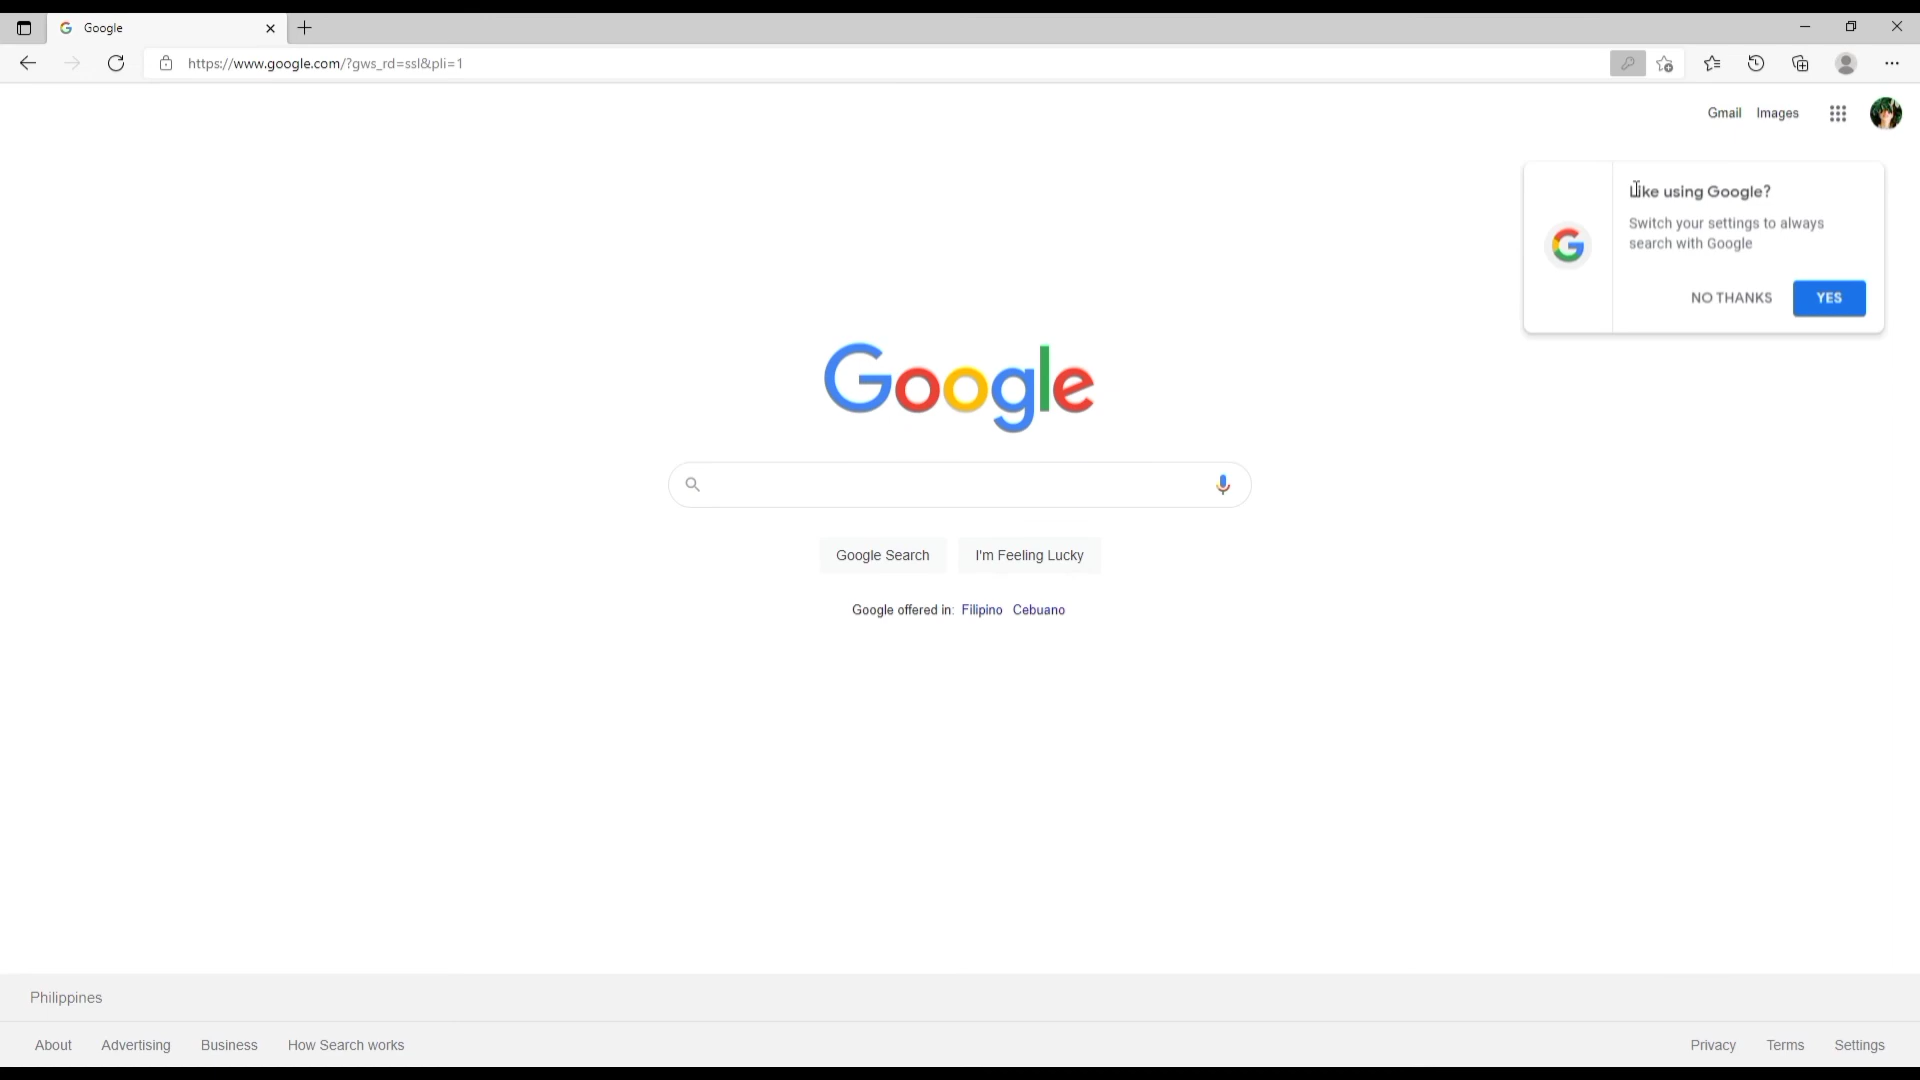 Google
https://www.google.com/?gws_rd=ssl&pli=1
Gmail Images
Like using Google?
Switch your settings to always
search with Google
NO THANKS YES
Google
Google Search I'm Feeling Lucky
Google offered in: Filipino Cebuano
Philippines
About Advertising Business How Search works Privacy Terms Settings